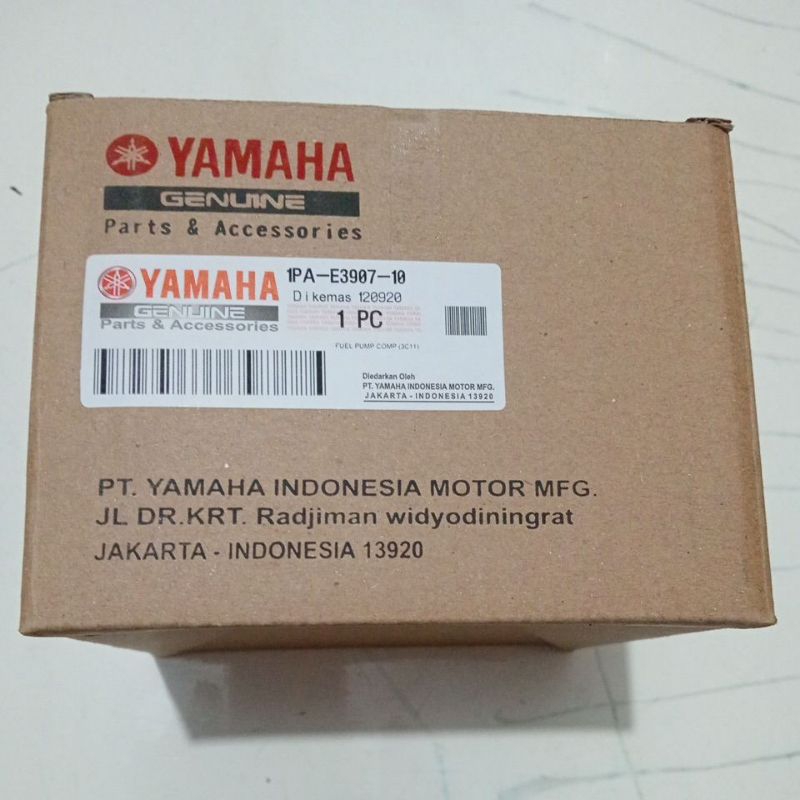 YAMAHA
GENUINE
Parts & Accessories
YAMAHA
GENUINE
Parts & Accessories
1PA-E3907-10
Dikemas 120920
1 PC
FUEL PUMP COMP (3C11)
Diedarkan Oleh
PT. YAMAHA INDONESIA MOTOR MFG.
JAKARTA - INDONESIA 13920
PT. YAMAHA INDONESIA MOTOR MFG.
JL DR.KRT. Radjiman widyodiningrat
JAKARTA - INDONESIA 13920